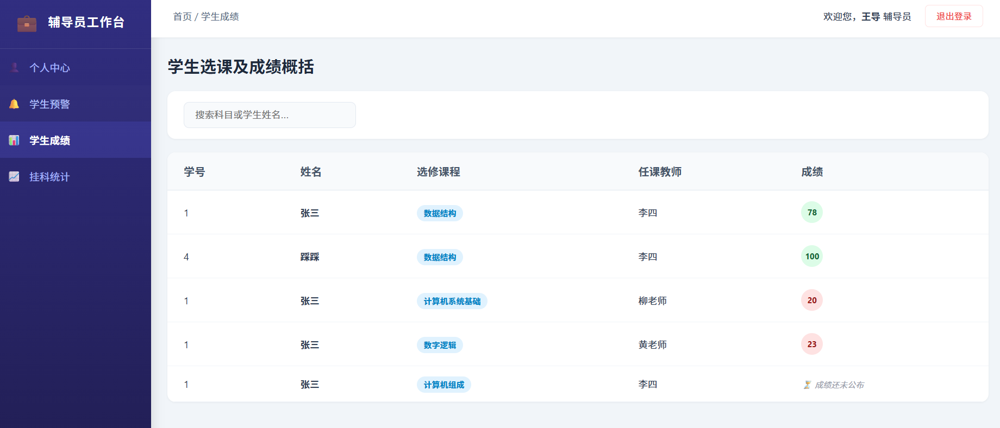 辅导员工作台
个人中心
学生预警
学生成绩
挂科统计
首页 / 学生成绩
欢迎您，王导 辅导员
退出登录
学生选课及成绩概括
搜索科目或学生姓名...
学号 姓名 选修课程 任课教师 成绩
1 张三 数据结构 李四 78
4 踩踩 数据结构 李四 100
1 张三 计算机系统基础 柳老师 20
1 张三 数字逻辑 黄老师 23
1 张三 计算机组成 李四 ⏳ 成绩还未公布